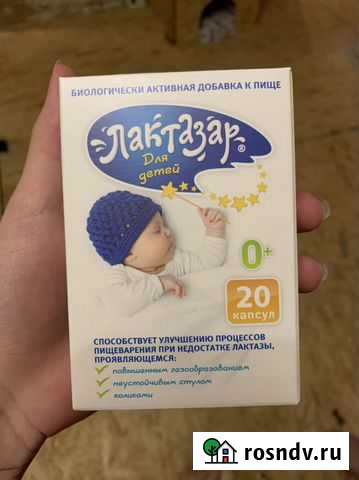 БИОЛОГИЧЕСКИ АКТИВНАЯ ДОБАВКА К ПИЩЕ
Лактазар®
Для
детей
0+
20
капсул
СПОСОБСТВУЕТ УЛУЧШЕНИЮ ПРОЦЕССОВ
ПИЩЕВАРЕНИЯ ПРИ НЕДОСТАТКЕ ЛАКТАЗЫ,
ПРОЯВЛЯЮЩЕМСЯ:
повышенным газообразованием
неустойчивым стулом
коликами
rosndv.ru